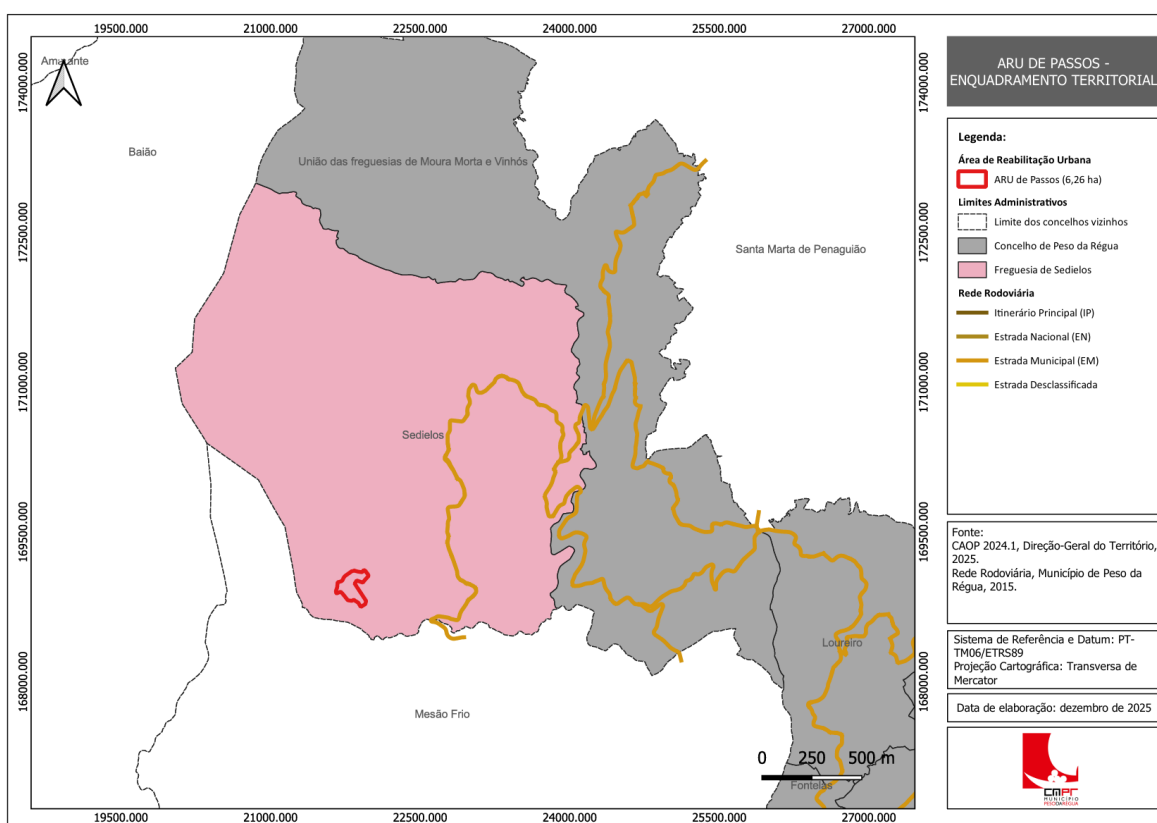 19500.000 21000.000 22500.000 24000.000 25500.000 27000.000
174000.000 172500.000 171000.000 169500.000 168000.000
Amarante
Baião
União das freguesias de Moura Morta e Vinhós
Santa Marta de Penaguião
Sedielos
Loureiro
Mesão Frio
Fontelas
0 250 500 m
174000.000 172500.000 171000.000 169500.000 168000.000
19500.000 21000.000 22500.000 24000.000 25500.000 27000.000
ARU DE PASSOS -
ENQUADRAMENTO TERRITORIAL
Legenda:
Área de Reabilitação Urbana
ARU de Passos (6,26 ha)
Limites Administrativos
Limite dos concelhos vizinhos
Concelho de Peso da Régua
Freguesia de Sedielos
Rede Rodoviária
Itinerário Principal (IP)
Estrada Nacional (EN)
Estrada Municipal (EM)
Estrada Desclassificada
Fonte:
CAOP 2024.1, Direção-Geral do Território,
2025.
Rede Rodoviária, Município de Peso da
Régua, 2015.
Sistema de Referência e Datum: PT-
TM06/ETRS89
Projeção Cartográfica: Transversa de
Mercator
Data de elaboração: dezembro de 2025
CMPR
MUNICÍPIO
PESO DA RÉGUA